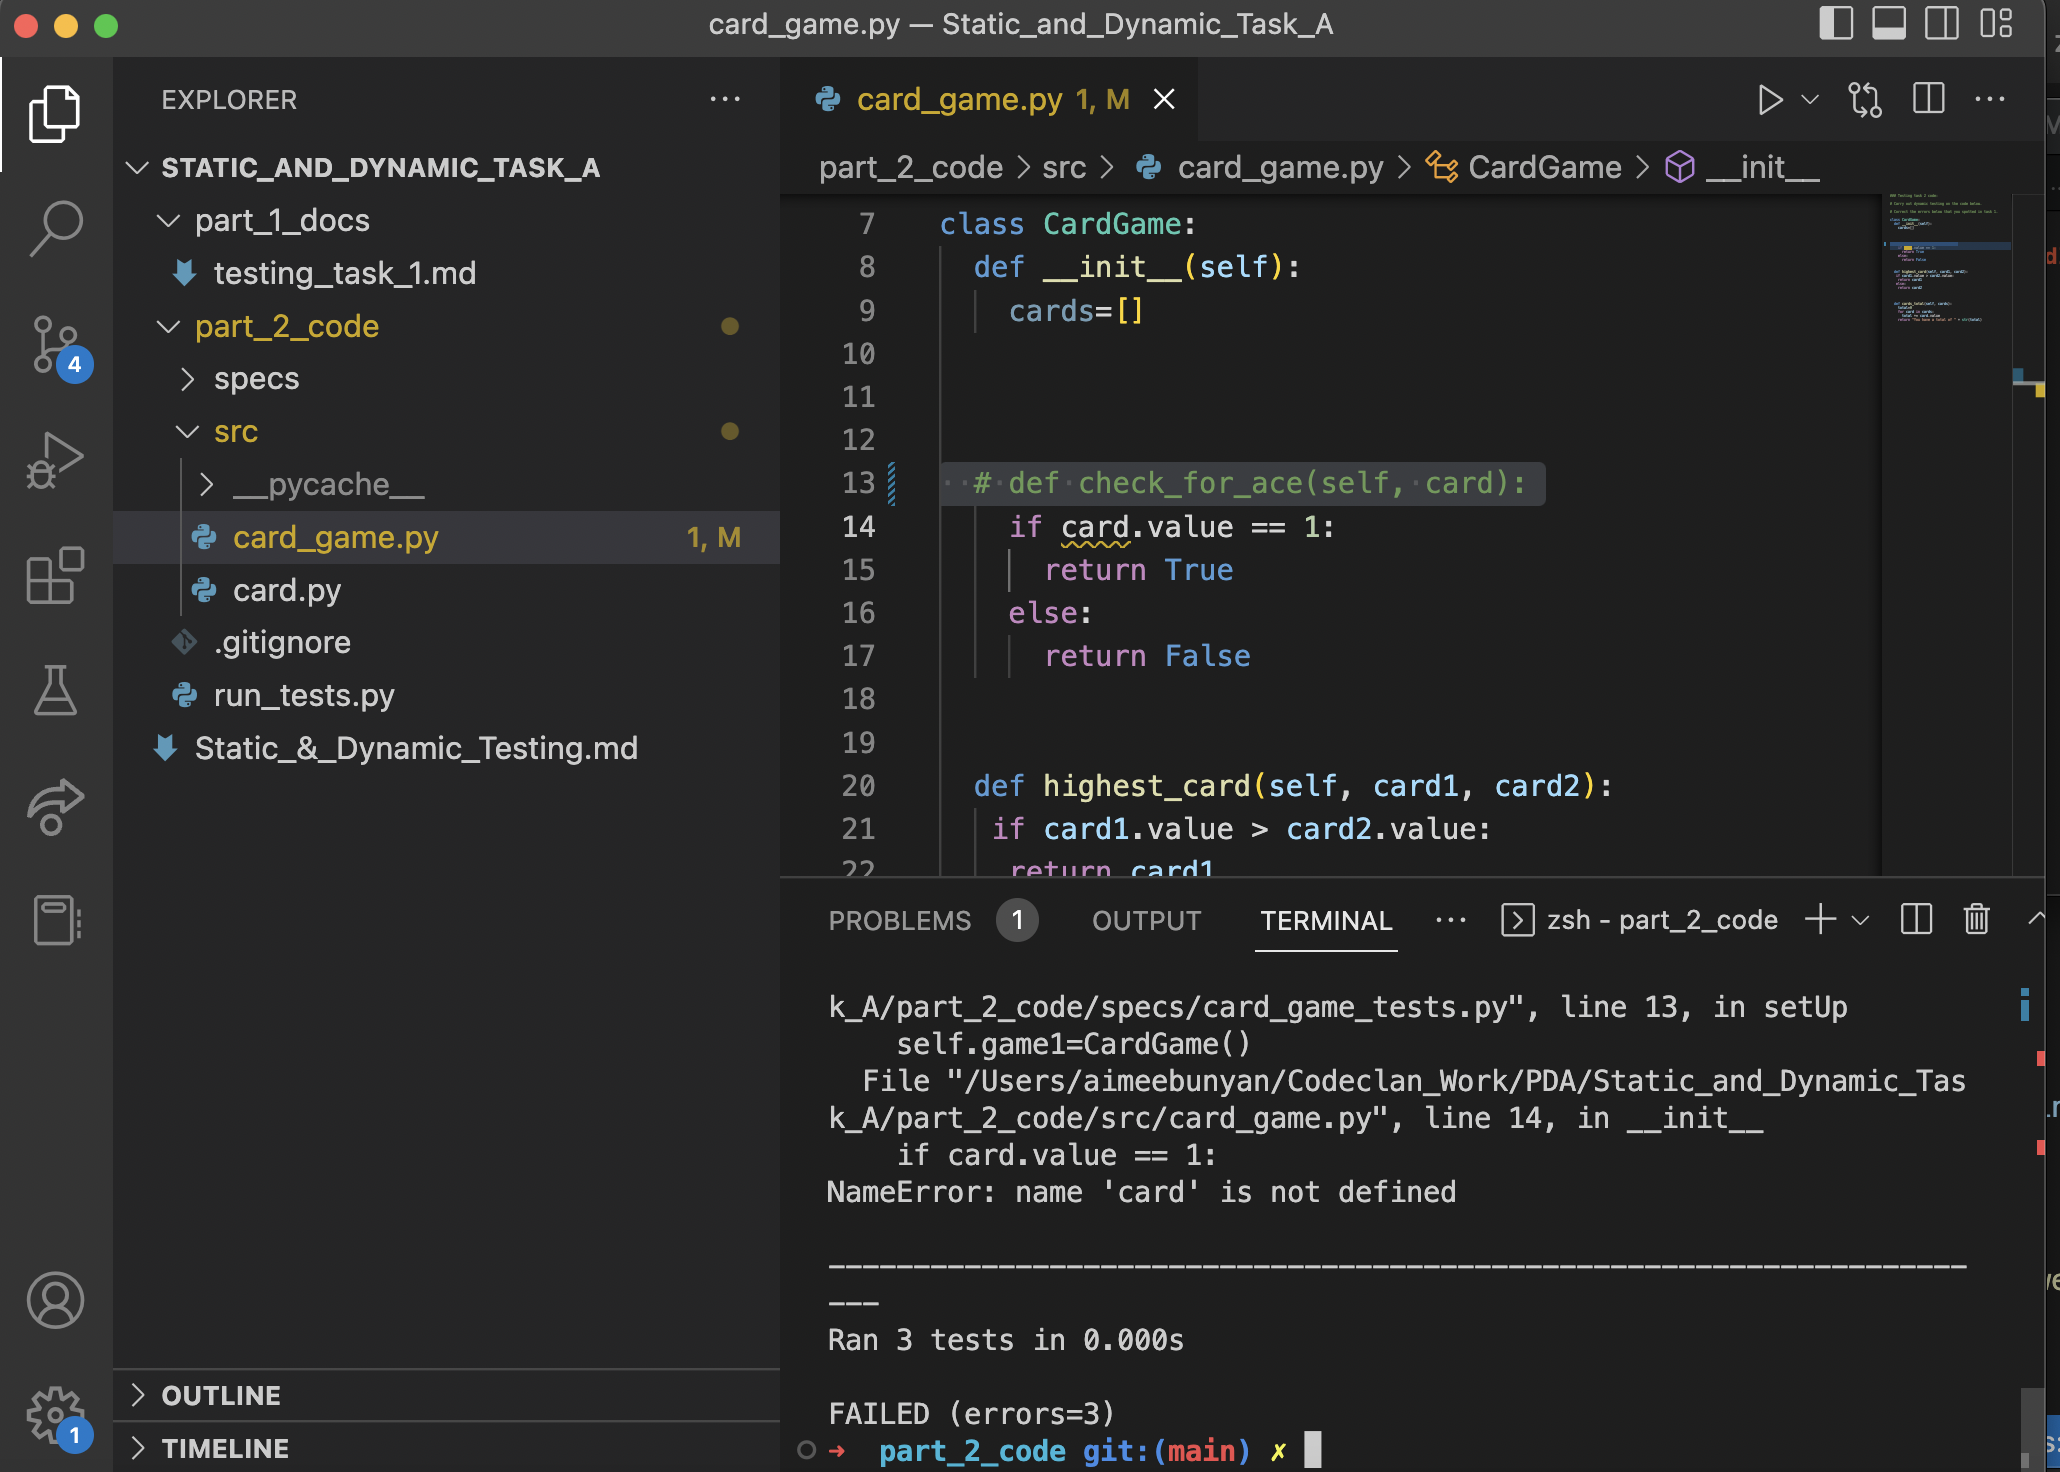 card_game.py — Static_and_Dynamic_Task_A
EXPLORER
STATIC_AND_DYNAMIC_TASK_A
part_1_docs
testing_task_1.md
part_2_code
specs
src
__pycache__
card_game.py 1, M
card.py
.gitignore
run_tests.py
Static_&_Dynamic_Testing.md
OUTLINE
TIMELINE
4
1
card_game.py 1, M
part_2_code > src > card_game.py > CardGame > __init__
7 class CardGame:
8 def __init__(self):
9 cards=[]
10
11
12
13 # def check_for_ace(self, card):
14 if card.value == 1:
15 return True
16 else:
17 return False
18
19
20 def highest_card(self, card1, card2):
21 if card1.value > card2.value:
22 return card1
PROBLEMS 1 OUTPUT TERMINAL zsh - part_2_code
k_A/part_2_code/specs/card_game_tests.py", line 13, in setUp
self.game1=CardGame()
File "/Users/aimeebunyan/Codeclan_Work/PDA/Static_and_Dynamic_Tas
k_A/part_2_code/src/card_game.py", line 14, in __init__
if card.value == 1:
NameError: name 'card' is not defined
----------------------------------------------------------------------
Ran 3 tests in 0.000s
FAILED (errors=3)
➜ part_2_code git:(main) ✗